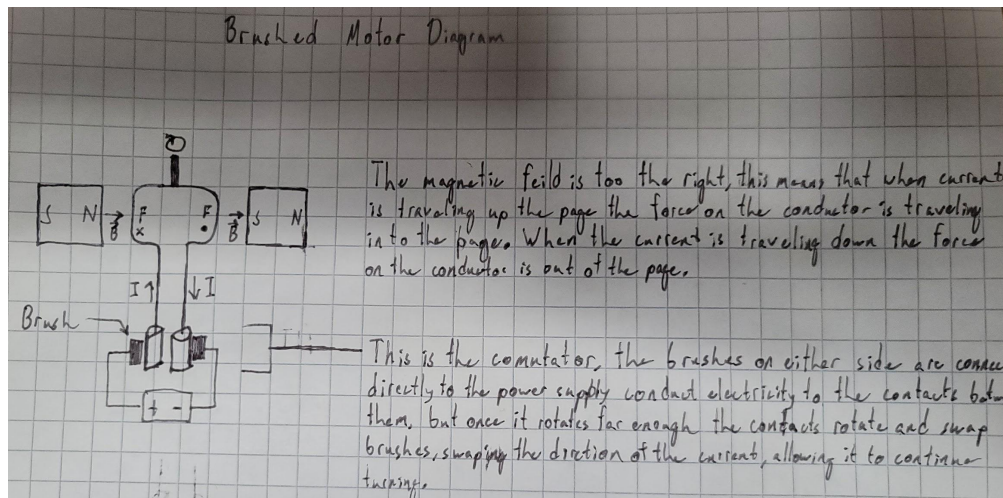 Brushed Motor Diagram
S N B F x F . B S N
I ↑ ↓ I
Brush
+ -
The magnetic feild is too the right, this means that when current
is traveling up the page the force on the conductor is traveling
in to the page. When the current is traveling down the force
on the conductor is out of the page.
This is the comutator, the brushes on either side are connec
directly to the power supply conduct electricity to the contacts betw
them, but once it rotates far enough the contacts rotate and swap
brushes, swaping the dirction of the current, allowing it to continue
turning.